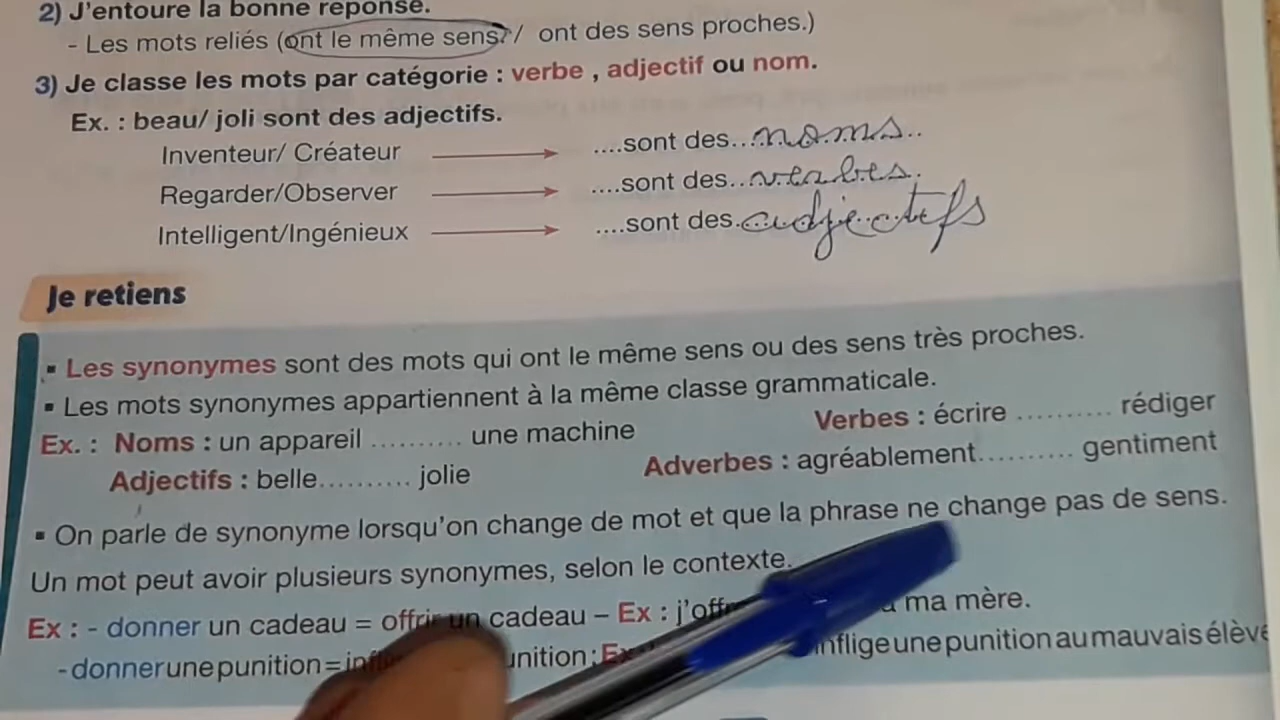 2) J'entoure la bonne réponse.
- Les mots reliés (ont le même sens / ont des sens proches.)
3) Je classe les mots par catégorie : verbe , adjectif ou nom.
Ex. : beau/ joli sont des adjectifs.
Inventeur/ Créateur ....sont des...noms..
Regarder/Observer ....sont des..verbes.
Intelligent/Ingénieux ....sont des.adjectifs
Je retiens
▪ Les synonymes sont des mots qui ont le même sens ou des sens très proches.
▪ Les mots synonymes appartiennent à la même classe grammaticale.
Ex. : Noms : un appareil .......... une machine Verbes : écrire .......... rédiger
Adjectifs : belle.......... jolie Adverbes : agréablement.......... gentiment
▪ On parle de synonyme lorsqu'on change de mot et que la phrase ne change pas de sens.
Un mot peut avoir plusieurs synonymes, selon le contexte.
Ex : - donner un cadeau = offrir un cadeau – Ex : j'offre ma mère.
- donner une punition = Ex inflige une punition au mauvais élève